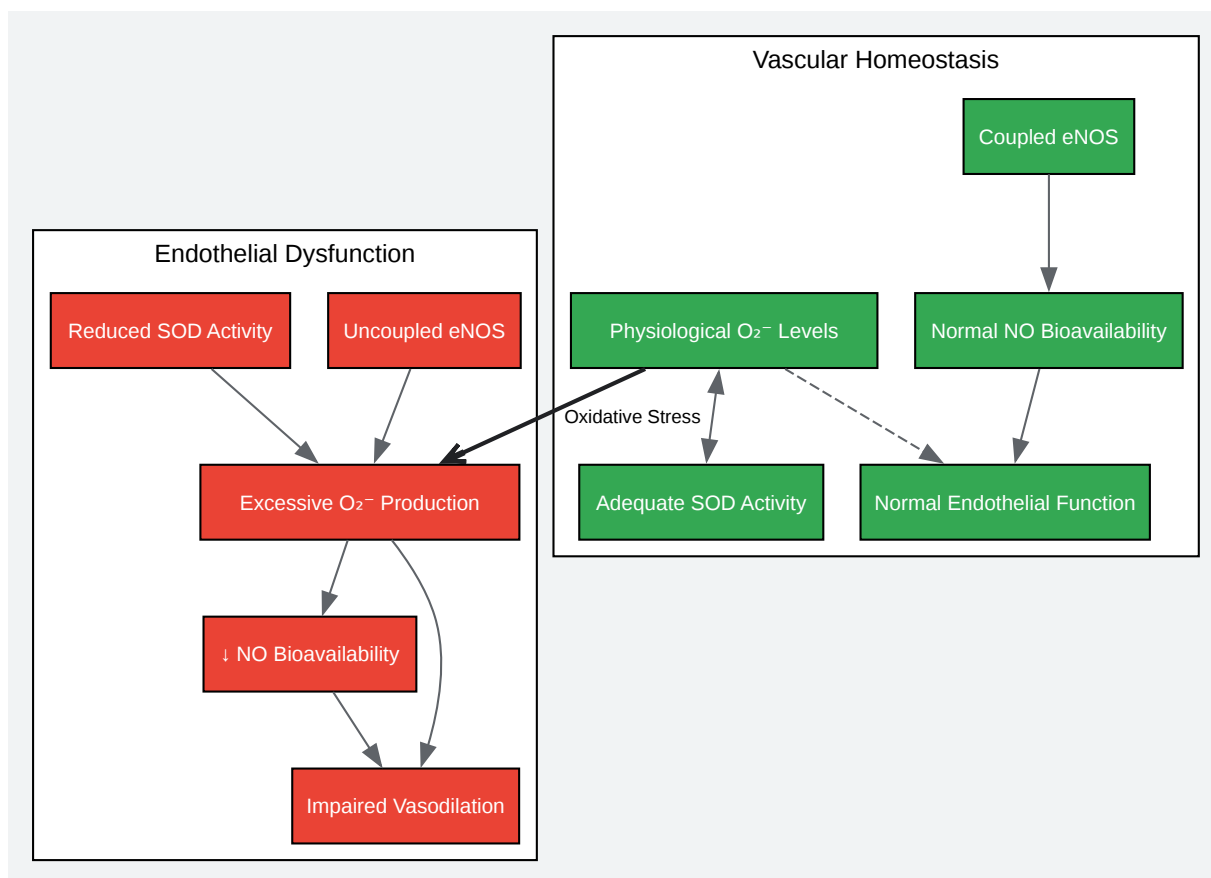 Vascular Homeostasis
Coupled eNOS
Endothelial Dysfunction
Reduced SOD Activity
Uncoupled eNOS
Physiological O₂⁻ Levels
Normal NO Bioavailability
Oxidative Stress
Excessive O₂⁻ Production
Adequate SOD Activity
Normal Endothelial Function
↓ NO Bioavailability
Impaired Vasodilation